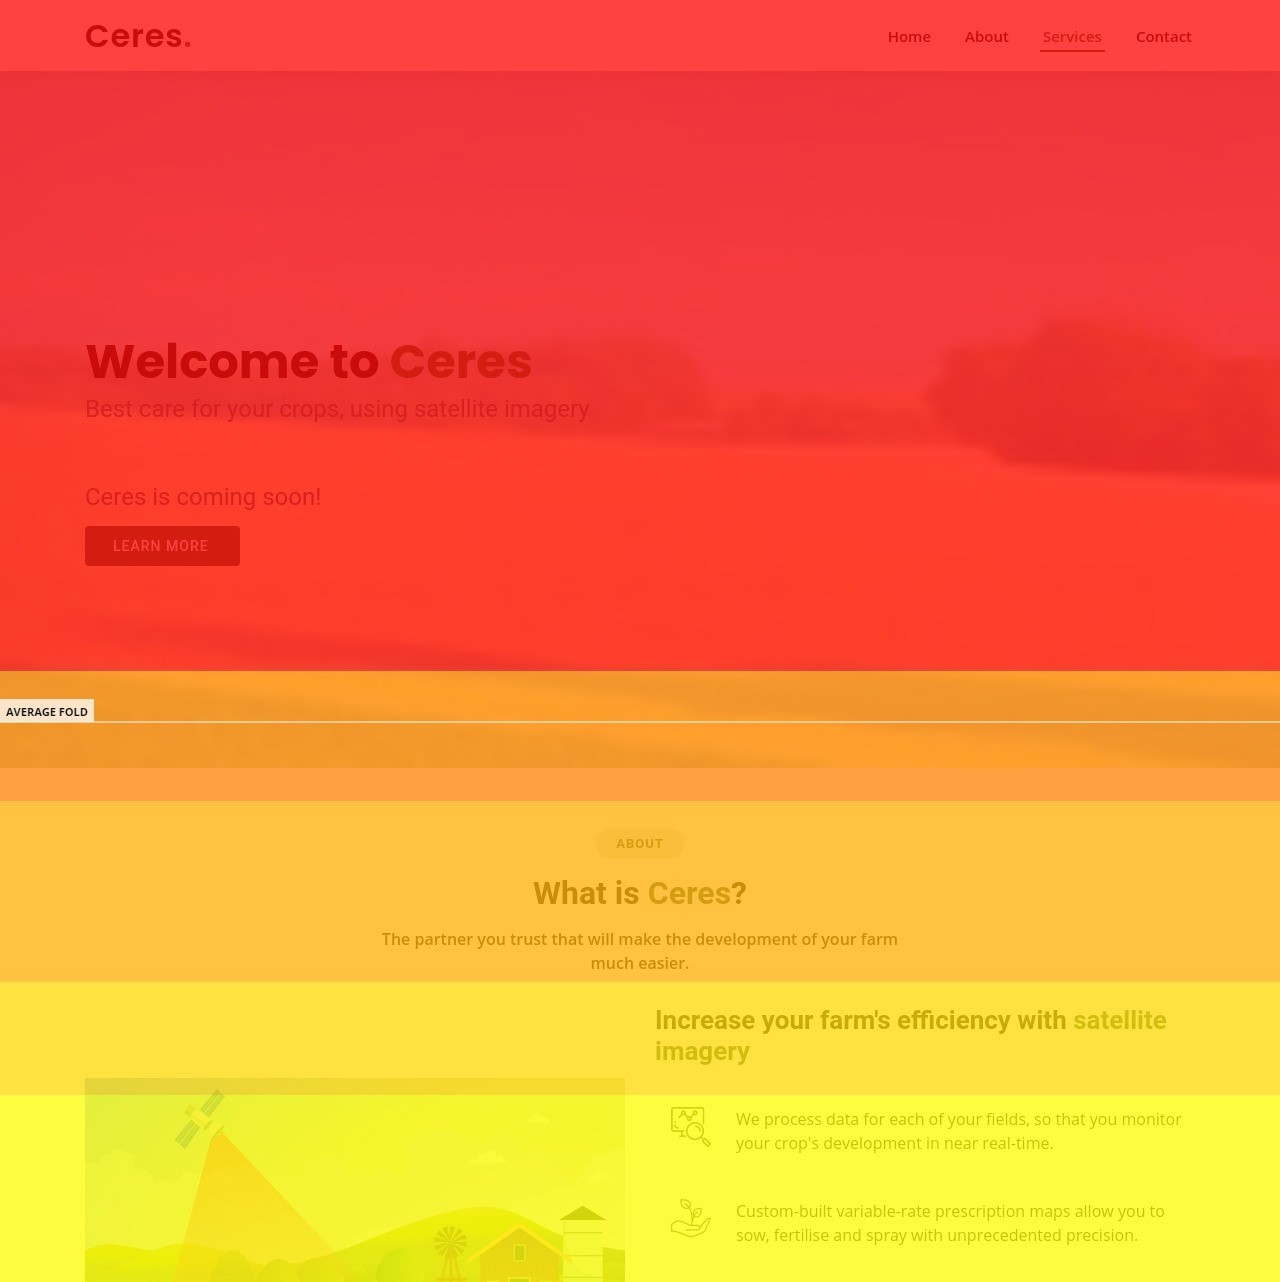 Ceres.
Home
About
Services
Contact
Welcome to Ceres
Best care for your crops, using satellite imagery
Ceres is coming soon!
LEARN MORE
AVERAGE FOLD
ABOUT
What is Ceres?
The partner you trust that will make the development of your farm
much easier.
Increase your farm's efficiency with satellite
imagery
We process data for each of your fields, so that you monitor
your crop's development in near real-time.
Custom-built variable-rate prescription maps allow you to
sow, fertilise and spray with unprecedented precision.